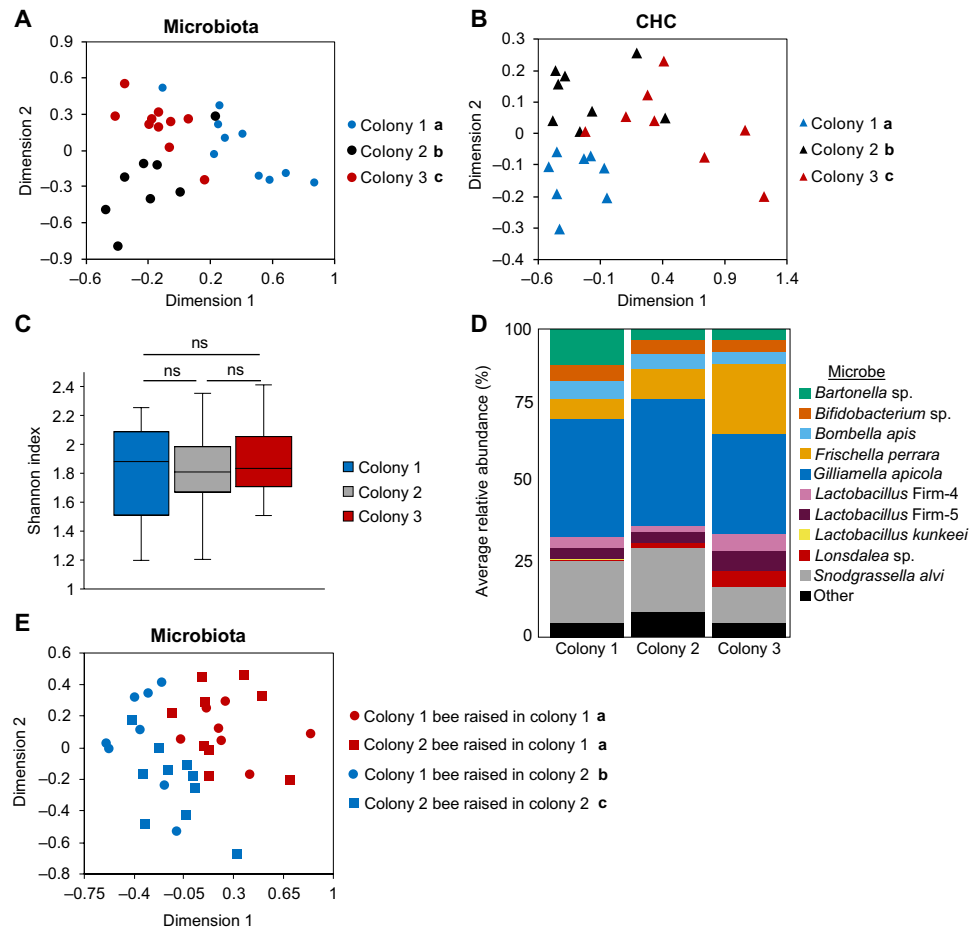 A
Microbiota
0.9
0.6
0.3
0
–0.3
–0.6
–0.9
Dimension 2
–0.6
–0.2
0.2
0.6
1
Dimension 1
Colony 1 a
Colony 2 b
Colony 3 c
B
CHC
0.3
0.2
0.1
0
–0.1
–0.2
–0.3
–0.4
Dimension 2
–0.6
–0.1
0.4
0.9
1.4
Dimension 1
Colony 1 a
Colony 2 b
Colony 3 c
C
ns
ns
ns
2.4
2.2
2
1.8
1.6
1.4
1.2
1
Shannon index
Colony 1
Colony 2
Colony 3
D
100
75
50
25
0
Average relative abundance (%)
Colony 1
Colony 2
Colony 3
Microbe
Bartonella sp.
Bifidobacterium sp.
Bombella apis
Frischella perrara
Gilliamella apicola
Lactobacillus Firm-4
Lactobacillus Firm-5
Lactobacillus kunkeei
Lonsdalea sp.
Snodgrassella alvi
Other
E
Microbiota
0.6
0.4
0.2
0
–0.2
–0.4
–0.6
–0.8
Dimension 2
–0.75
–0.4
–0.05
0.3
0.65
1
Dimension 1
Colony 1 bee raised in colony 1 a
Colony 2 bee raised in colony 1 a
Colony 1 bee raised in colony 2 b
Colony 2 bee raised in colony 2 c